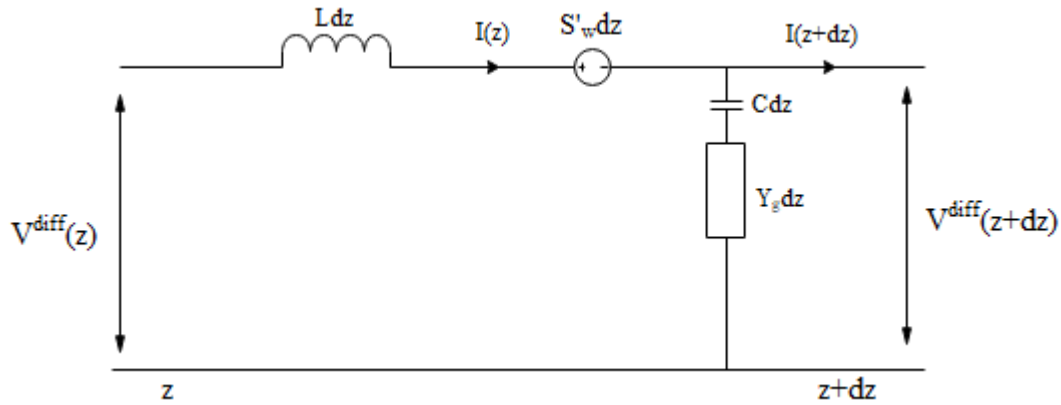 Ldz
I(z)
S'wdz
I(z+dz)
+ -
Cdz
Ygdz
Vdiff(z)
Vdiff(z+dz)
z
z+dz